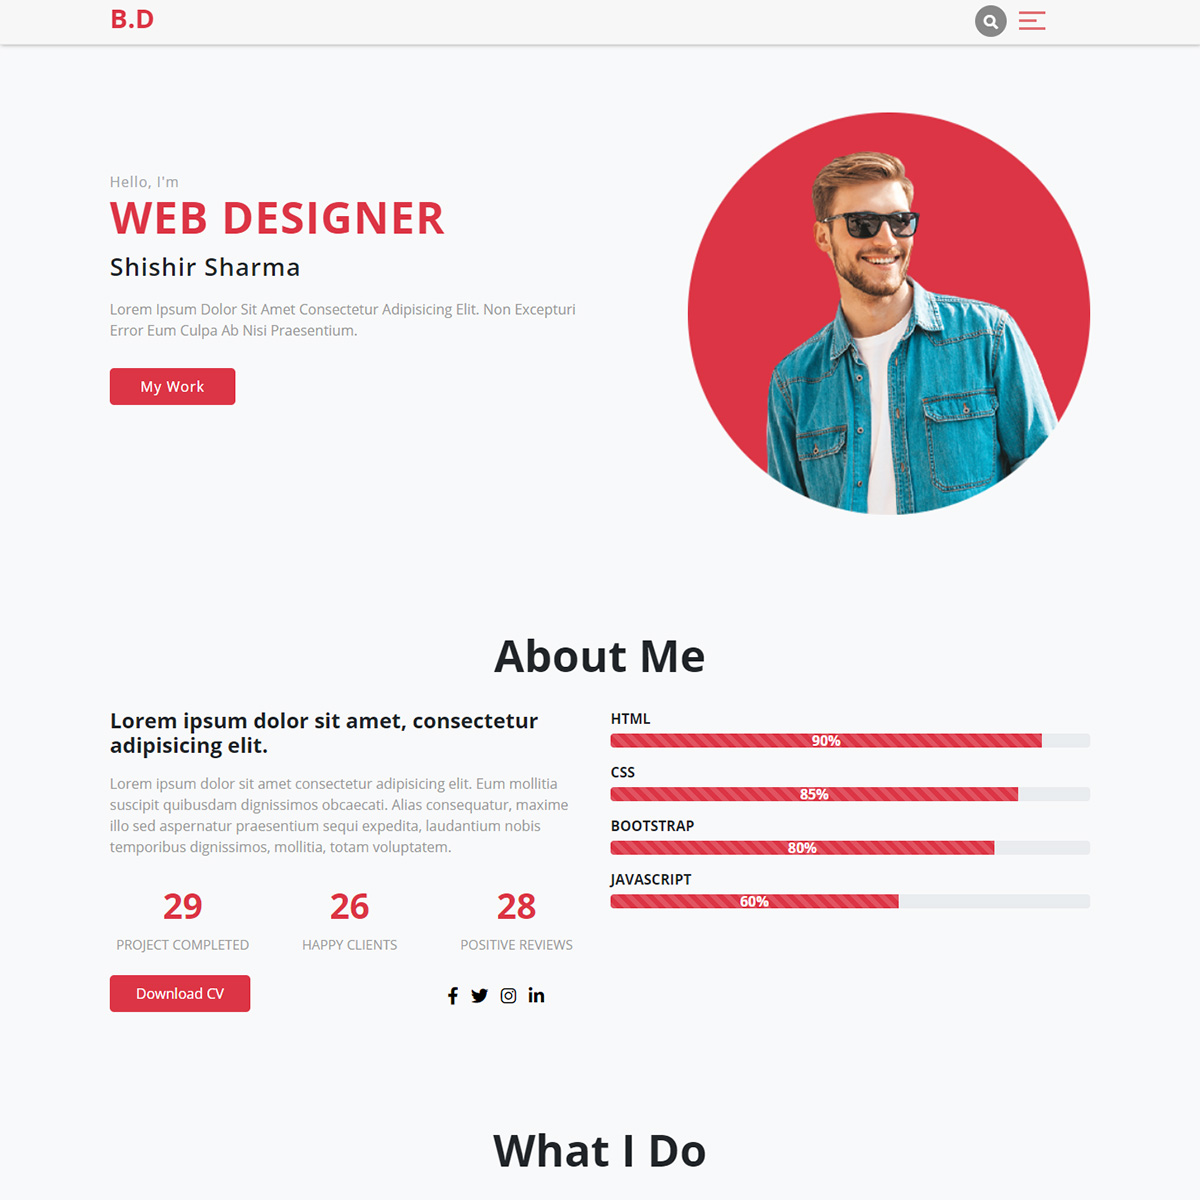 B.D
Hello, I'm
WEB DESIGNER
Shishir Sharma
Lorem Ipsum Dolor Sit Amet Consectetur Adipisicing Elit. Non Excepturi
Error Eum Culpa Ab Nisi Praesentium.
My Work
About Me
Lorem ipsum dolor sit amet, consectetur
adipisicing elit.
Lorem ipsum dolor sit amet consectetur adipisicing elit. Eum mollitia
suscipit quibusdam dignissimos obcaecati. Alias consequatur, maxime
illo sed aspernatur praesentium sequi expedita, laudantium nobis
temporibus dignissimos, mollitia, totam voluptatem.
29
26
28
PROJECT COMPLETED
HAPPY CLIENTS
POSITIVE REVIEWS
Download CV
HTML
90%
CSS
85%
BOOTSTRAP
80%
JAVASCRIPT
60%
What I Do